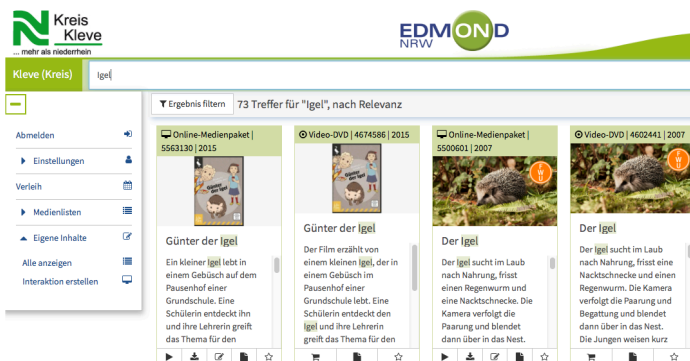 Kreis
Kleve
... mehr als niederrhein
EDMOND
NRW
Kleve (Kreis)
Igel
Ergebnis filtern
73 Treffer für "Igel", nach Relevanz
Abmelden
Einstellungen
Verleih
Medienlisten
Eigene Inhalte
Alle anzeigen
Interaktion erstellen
Online-Medienpaket |
5563130 | 2015
Günter der Igel
Günter der Igel
Ein kleiner Igel lebt in
einem Gebüsch auf dem
Pausenhof einer
Grundschule. Eine
Schülerin entdeckt ihn
und ihre Lehrerin greift
das Thema für den
Video-DVD | 4674586 | 2015
Günter der Igel
Günter der Igel
Der Film erzählt von
einem kleinen Igel, der in
einem Gebüsch im
Pausenhof einer
Grundschule lebt. Eine
Schülerin entdeckt den
Igel und ihre Lehrerin
greift das Thema für den
Online-Medienpaket |
5500601 | 2007
FWU
Der Igel
Der Igel sucht im Laub
nach Nahrung, frisst
einen Regenwurm und
eine Nacktschnecke. Die
Kamera verfolgt die
Paarung und blendet
dann über in das Nest.
Video-DVD | 4602441 | 2007
FWU
Der Igel
Der Igel sucht im Laub
nach Nahrung, frisst eine
Nacktschnecke und einen
Regenwurm. Die Kamera
verfolgt die Paarung und
Begattung und blendet
dann über in das Nest.
Die Jungen weisen kurz